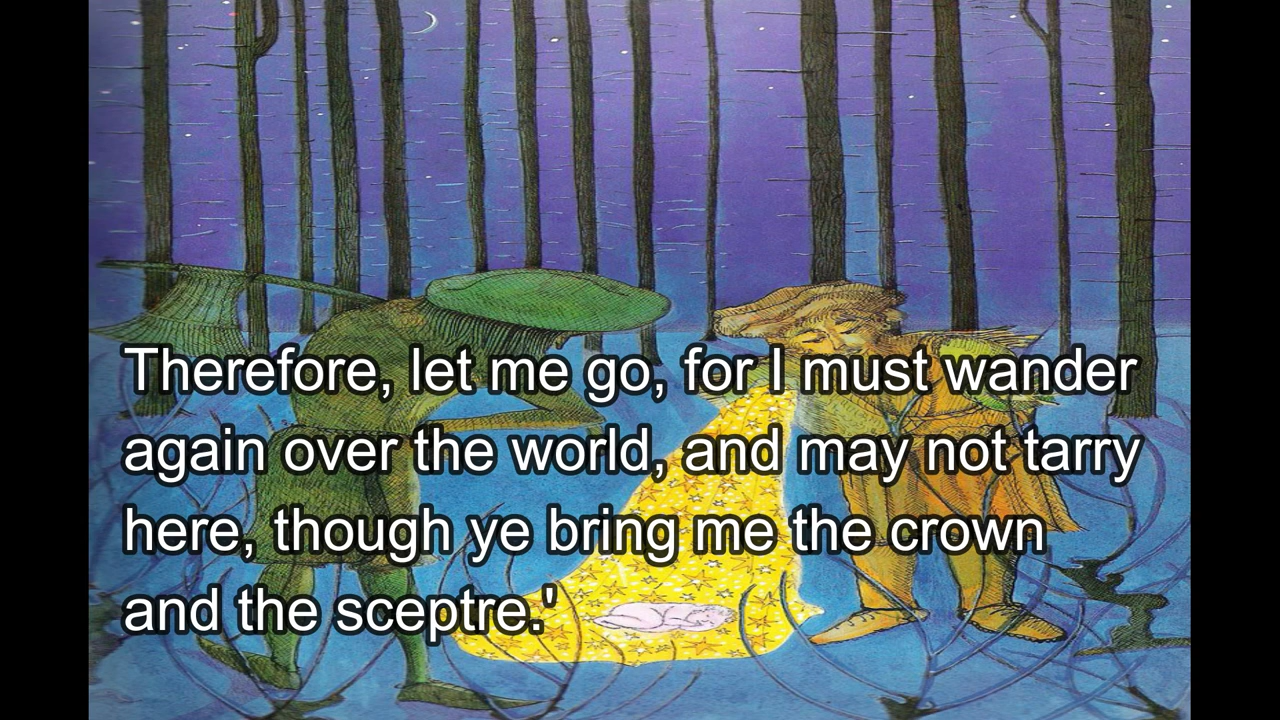 Therefore, let me go, for I must wander
again over the world, and may not tarry
here, though ye bring me the crown
and the sceptre.'